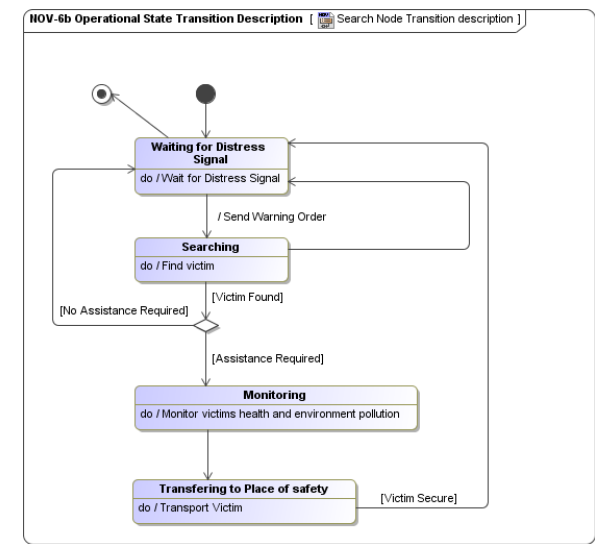 NOV-6b Operational State Transition Description [ Search Node Transition description ]
Waiting for Distress
Signal
do / Wait for Distress Signal
/ Send Warning Order
Searching
do / Find victim
[Victim Found]
[No Assistance Required]
[Assistance Required]
Monitoring
do / Monitor victims health and environment pollution
Transfering to Place of safety
do / Transport Victim
[Victim Secure]